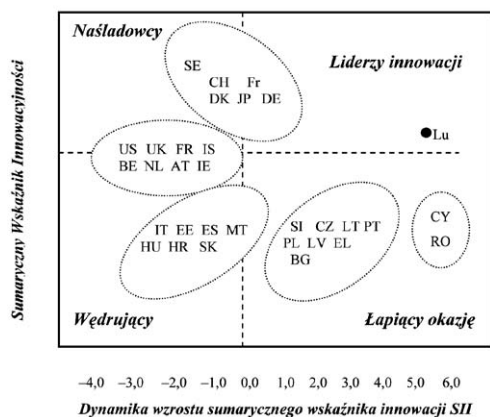 Sumaryczny Wskaźnik Innowacyjności
Naśladowcy
Liderzy innowacji
SE
CH Fr
DK JP DE
Lu
US UK FR IS
BE NL AT IE
IT EE ES MT
HU HR SK
SI CZ LT PT
PL LV EL
BG
CY
RO
Wędrujący
Łapiący okazję
–4,0 –3,0 –2,0 –1,0 0,0 1,0 2,0 3,0 4,0 5,0 6,0
Dynamika wzrostu sumarycznego wskaźnika innowacji SII